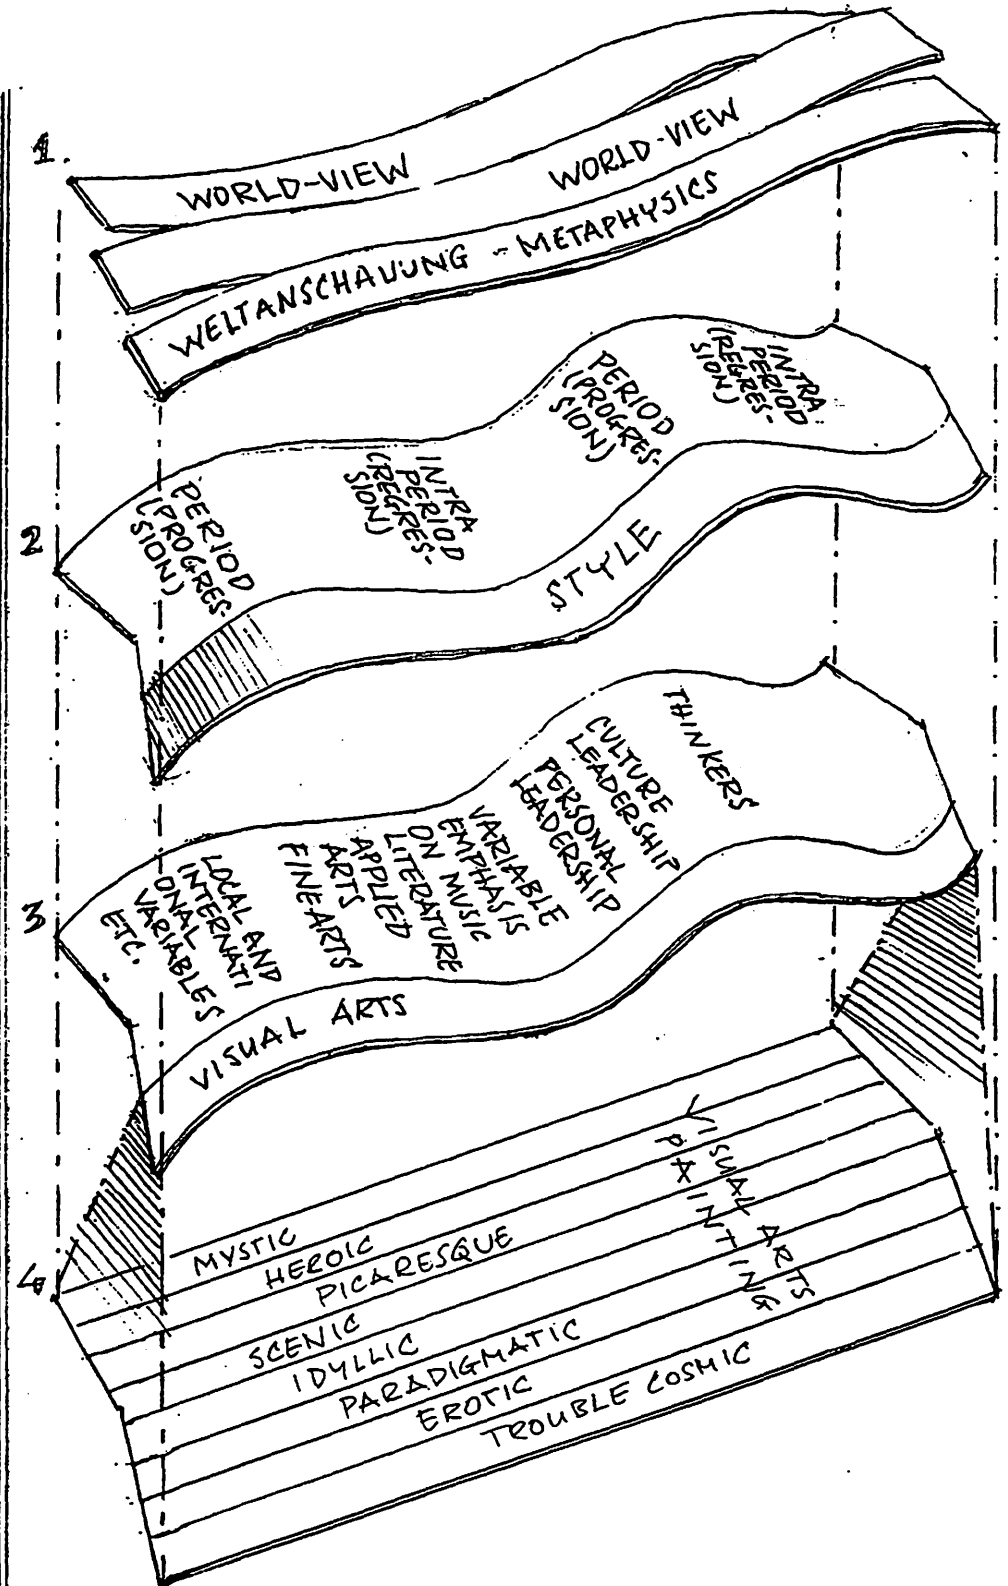 1.
WORLD-VIEW
WORLD-VIEW
WELTANSCHAUUNG - METAPHYSICS
2
PERIOD
(PROGRES-
SION)
INTRA
PERIOD
(REGRES-
SION)
PERIOD
(PROGRES-
SION)
INTRA
PERIOD
(REGRES-
SION)
STYLE
3
LOCAL AND
INTERNATI
ONAL
VARIABLES
ETC.
FINE ARTS
ARTS
APPLIED
LITERATURE
ON MUSIC
EMPHASIS
VARIABLE
PERSONAL
LEADERSHIP
CULTURE
LEADERSHIP
THINKERS
VISUAL ARTS
4
VISUAL ARTS
PAINTING
MYSTIC
HEROIC
PICARESQUE
SCENIC
IDYLLIC
PARADIGMATIC
EROTIC
TROUBLE COSMIC